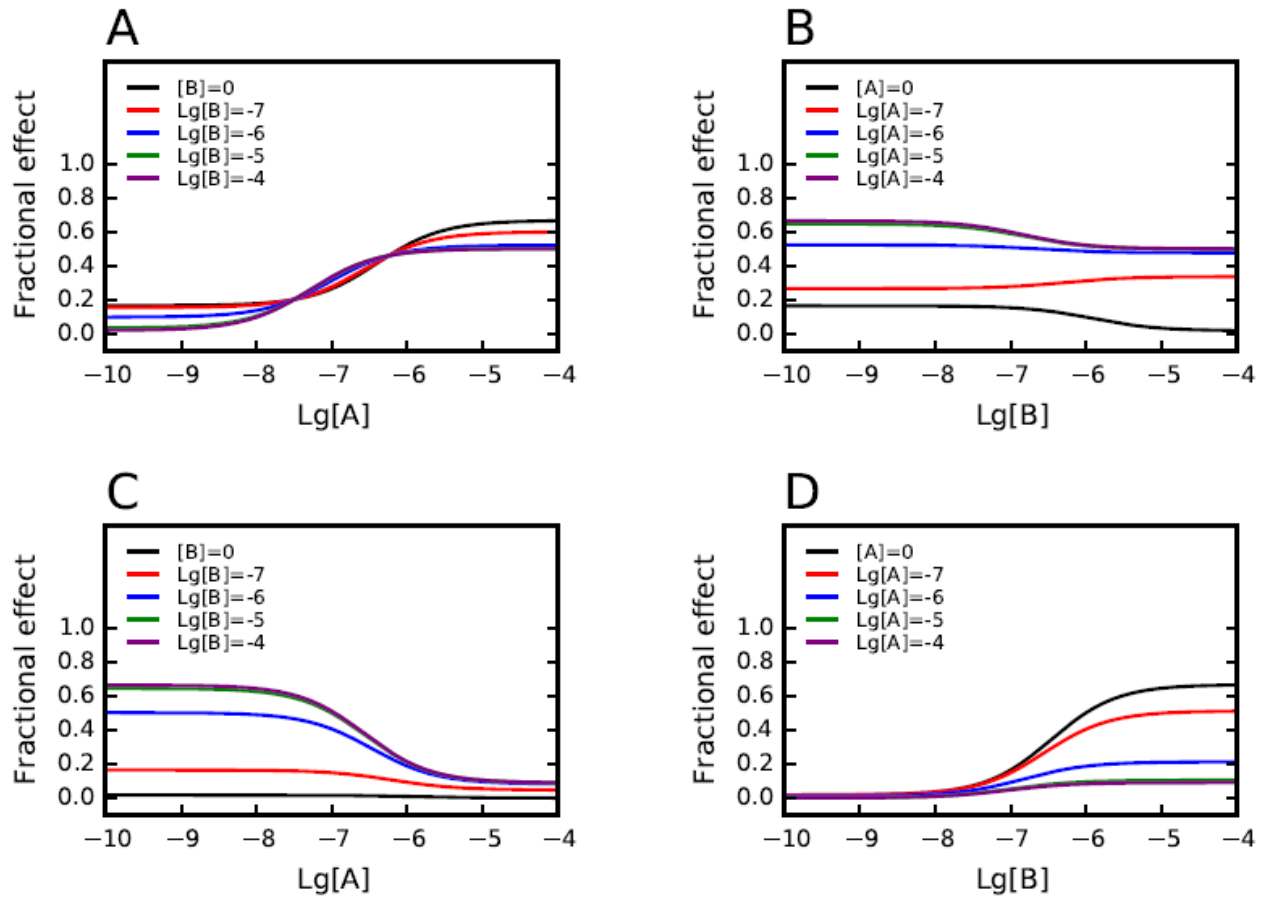 A
[B]=0
Lg[B]=-7
Lg[B]=-6
Lg[B]=-5
Lg[B]=-4
Fractional effect
1.0
0.8
0.6
0.4
0.2
0.0
−10 −9 −8 −7 −6 −5 −4
Lg[A]
B
[A]=0
Lg[A]=-7
Lg[A]=-6
Lg[A]=-5
Lg[A]=-4
Fractional effect
1.0
0.8
0.6
0.4
0.2
0.0
−10 −9 −8 −7 −6 −5 −4
Lg[B]
C
[B]=0
Lg[B]=-7
Lg[B]=-6
Lg[B]=-5
Lg[B]=-4
Fractional effect
1.0
0.8
0.6
0.4
0.2
0.0
−10 −9 −8 −7 −6 −5 −4
Lg[A]
D
[A]=0
Lg[A]=-7
Lg[A]=-6
Lg[A]=-5
Lg[A]=-4
Fractional effect
1.0
0.8
0.6
0.4
0.2
0.0
−10 −9 −8 −7 −6 −5 −4
Lg[B]